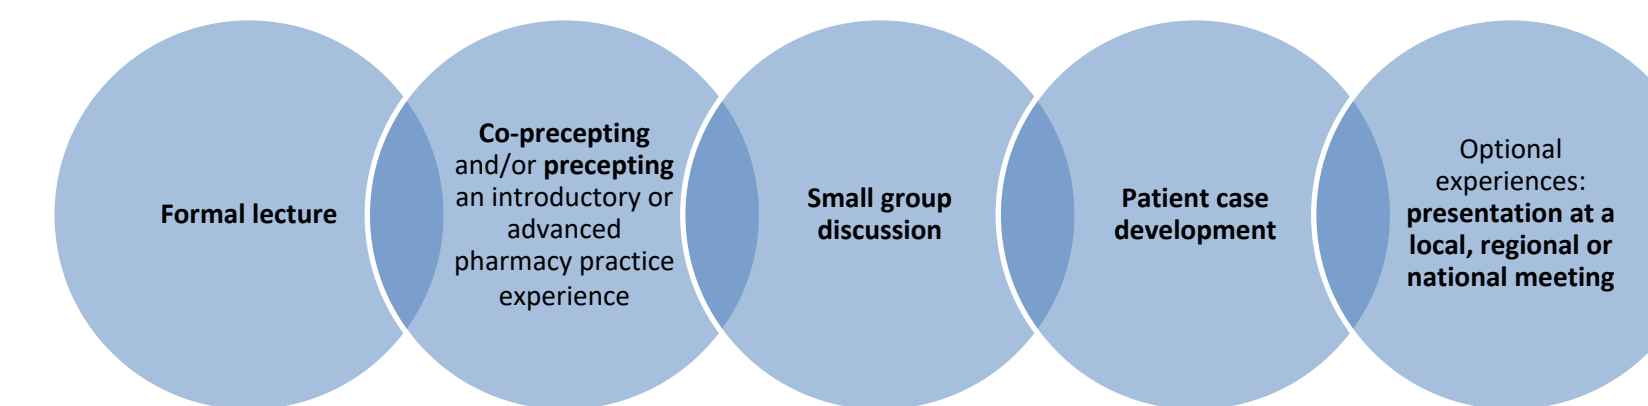 Formal lecture
Co-precepting
and/or precepting
an introductory or
advanced
pharmacy practice
experience
Small group
discussion
Patient case
development
Optional
experiences:
presentation at a
local, regional or
national meeting